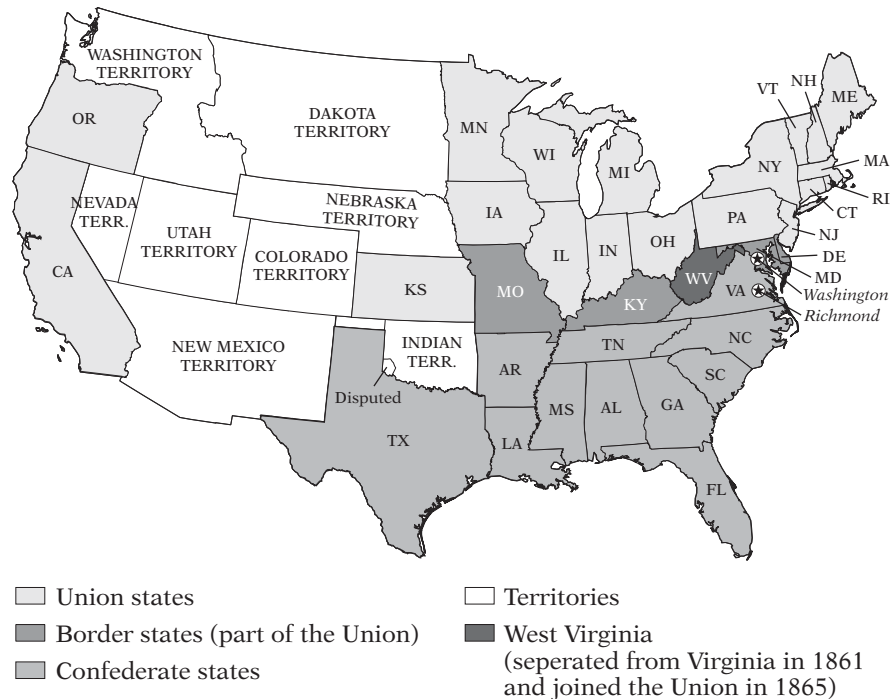 WASHINGTON
TERRITORY
OR
DAKOTA
TERRITORY
MN
WI
MI
VT
NH
ME
NY
MA
RI
CT
NEVADA
TERR.
UTAH
TERRITORY
NEBRASKA
TERRITORY
COLORADO
TERRITORY
IA
IL
IN
OH
PA
NJ
DE
MD
Washington
Richmond
CA
KS
MO
KY
WV
VA
NEW MEXICO
TERRITORY
INDIAN
TERR.
Disputed
TN
NC
SC
AR
MS
AL
GA
TX
LA
FL
Union states
Border states (part of the Union)
Confederate states
Territories
West Virginia
(seperated from Virginia in 1861
and joined the Union in 1865)